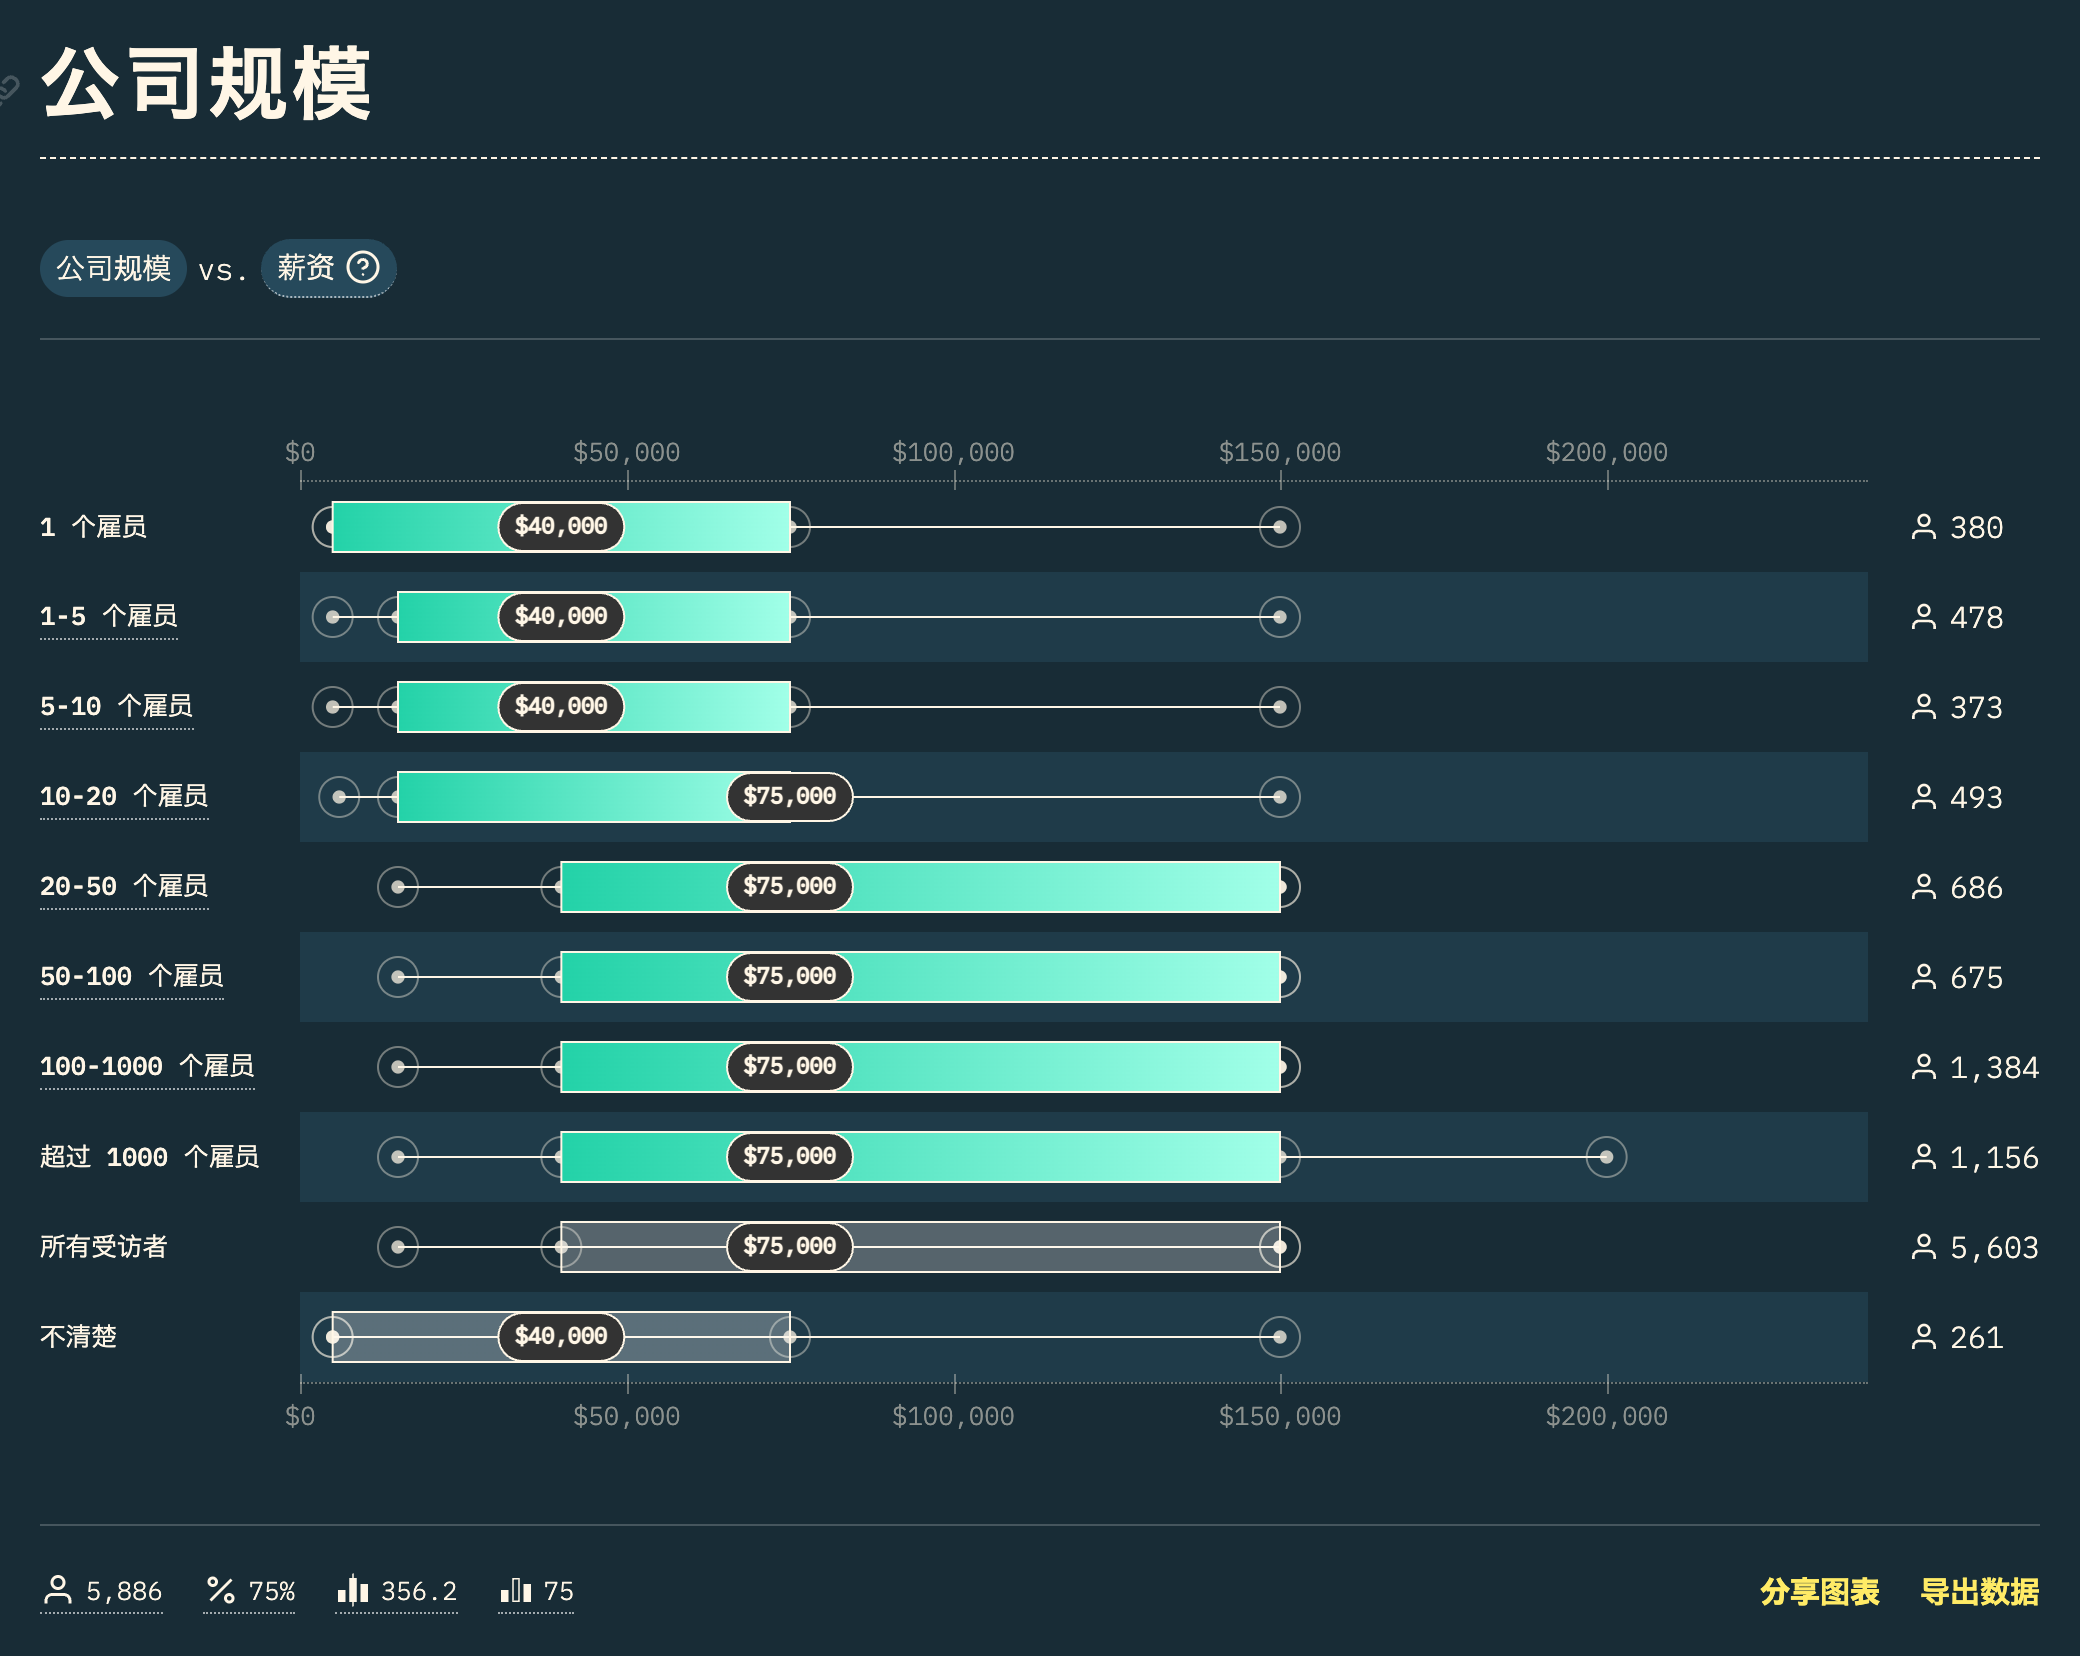 公司规模
公司规模 vs. 薪资
$0 $50,000 $100,000 $150,000 $200,000
1 个雇员 $40,000 380
1-5 个雇员 $40,000 478
5-10 个雇员 $40,000 373
10-20 个雇员 $75,000 493
20-50 个雇员 $75,000 686
50-100 个雇员 $75,000 675
100-1000 个雇员 $75,000 1,384
超过 1000 个雇员 $75,000 1,156
所有受访者 $75,000 5,603
不清楚 $40,000 261
$0 $50,000 $100,000 $150,000 $200,000
5,886 75% 356.2 75 分享图表 导出数据